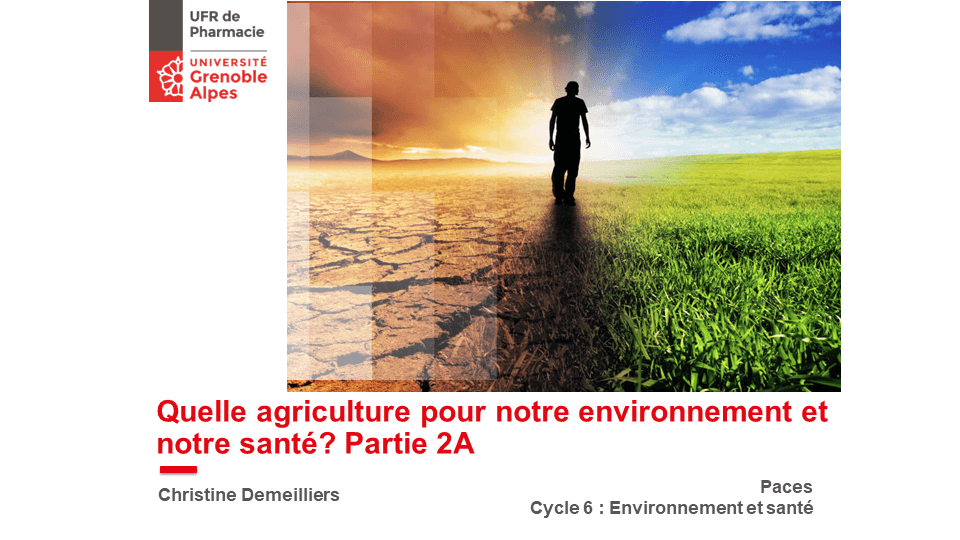 UFR de
Pharmacie
UNIVERSITÉ
Grenoble
Alpes
Quelle agriculture pour notre environnement et
notre santé? Partie 2A
Christine Demeilliers
Paces
Cycle 6 : Environnement et santé